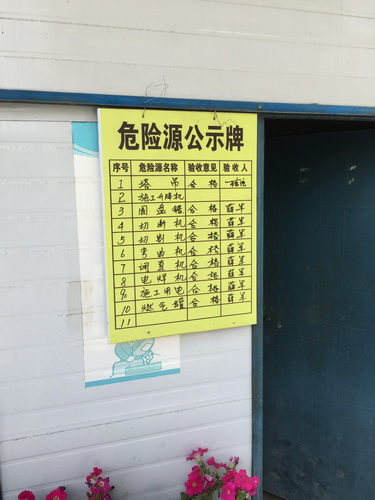 危险源公示牌
序号 危险源名称 验收意见 验收人
1 塔吊 合格
2 施工升降机
3 圆盘锯 合格
4 切断机 合格
5 切割机 合格
6 弯曲机 合格
7 调直机 合格
8 电焊机 合格
9 施工用电 合格
10 燃气罐 合格
11